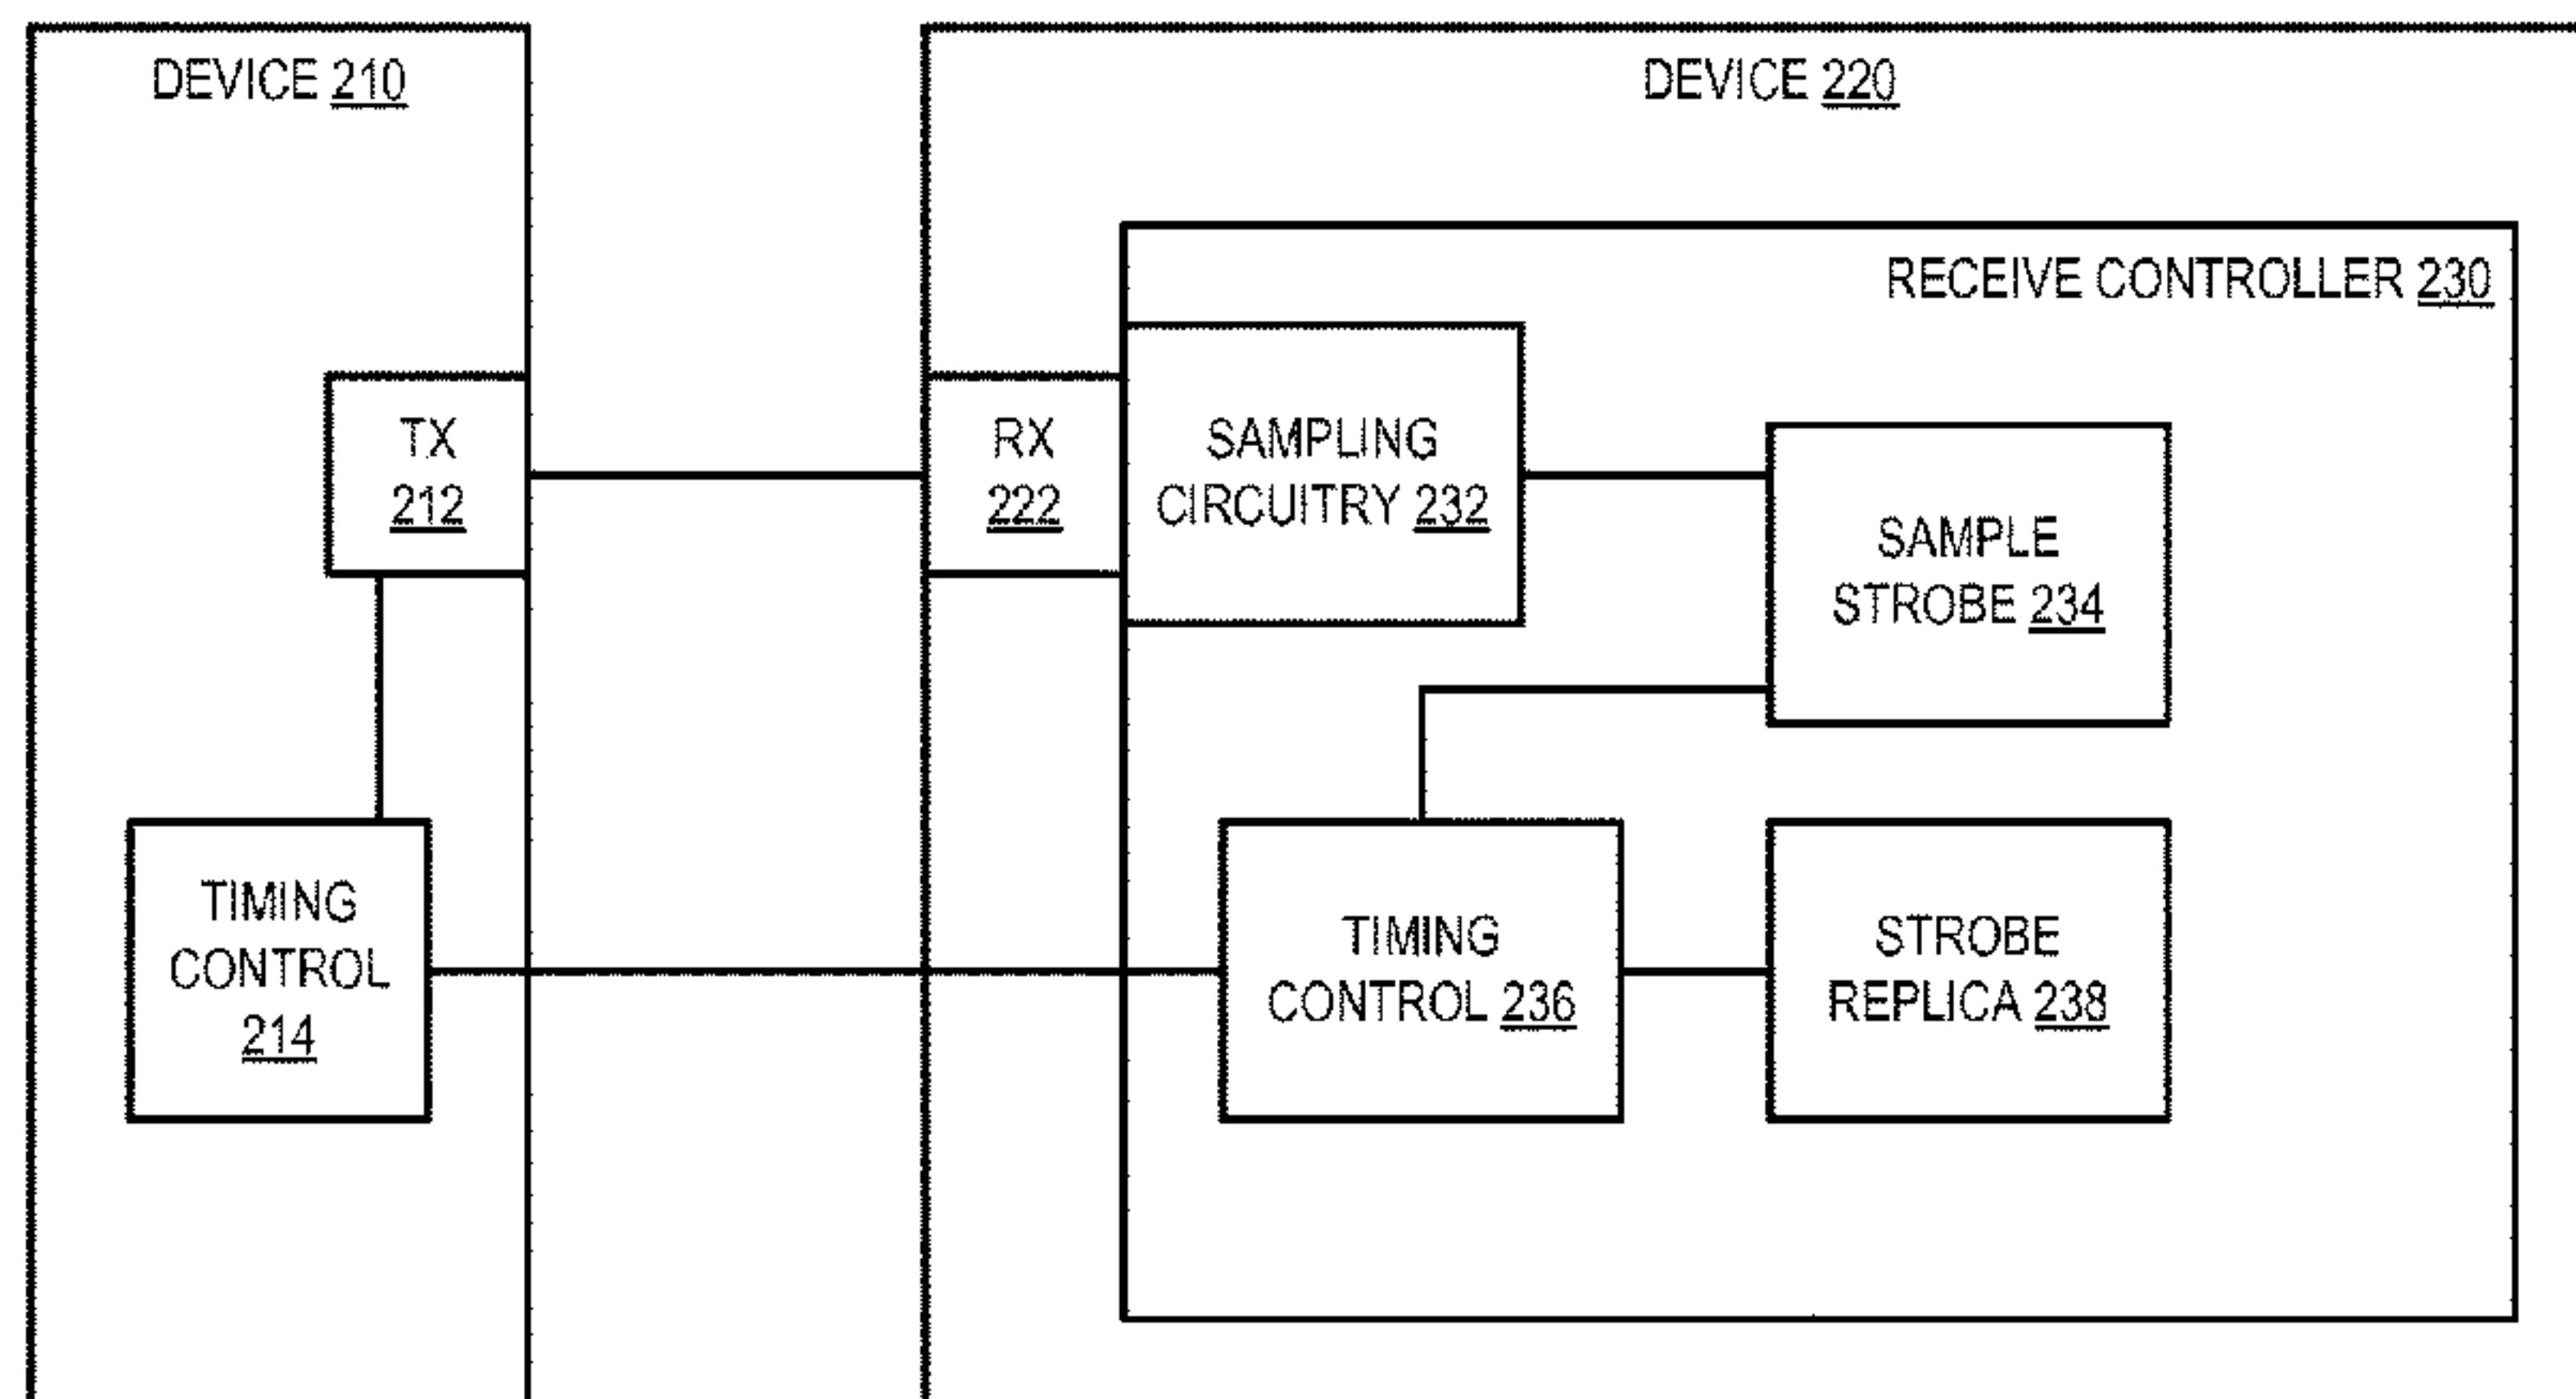 DEVICE 210
DEVICE 220
RECEIVE CONTROLLER 230
TX
212
RX
222
SAMPLING
CIRCUITRY 232
SAMPLE
STROBE 234
TIMING
CONTROL
214
TIMING
CONTROL 236
STROBE
REPLICA 238